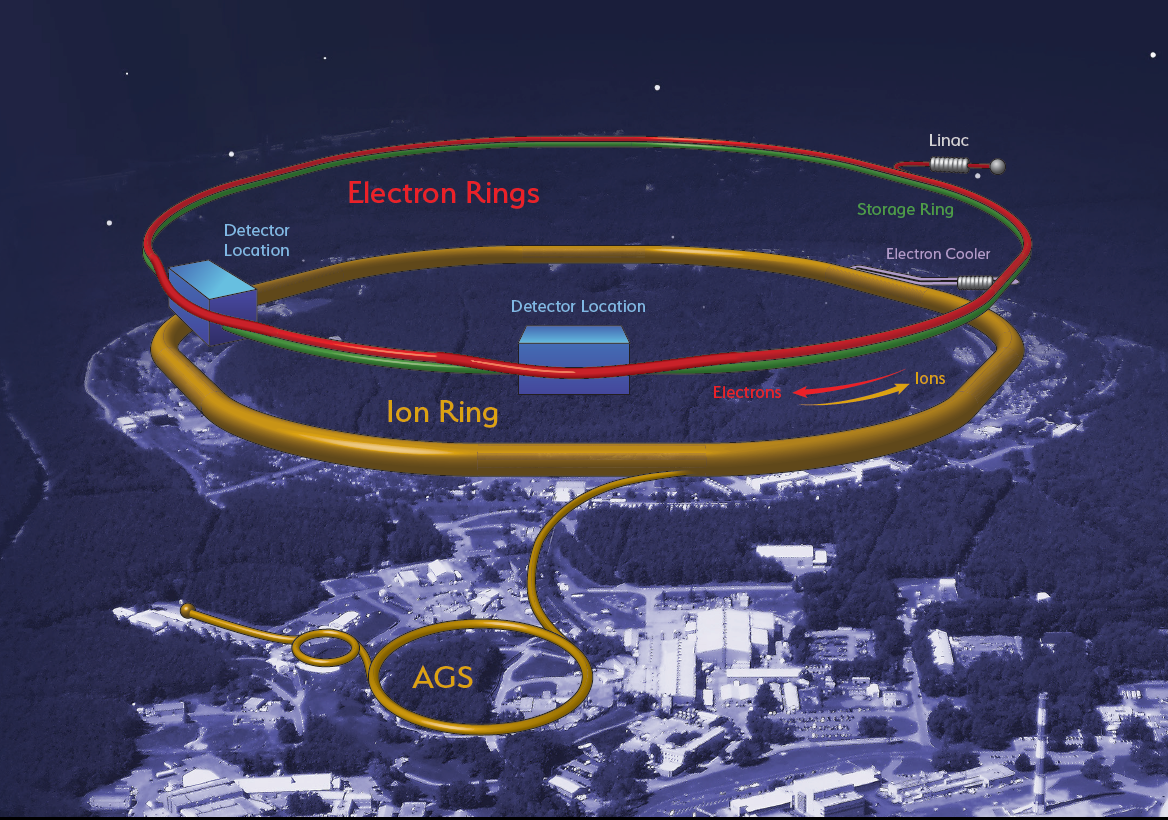 Linac
Electron Rings
Storage Ring
Detector
Location
Electron Cooler
Detector Location
Ions
Electrons
Ion Ring
AGS